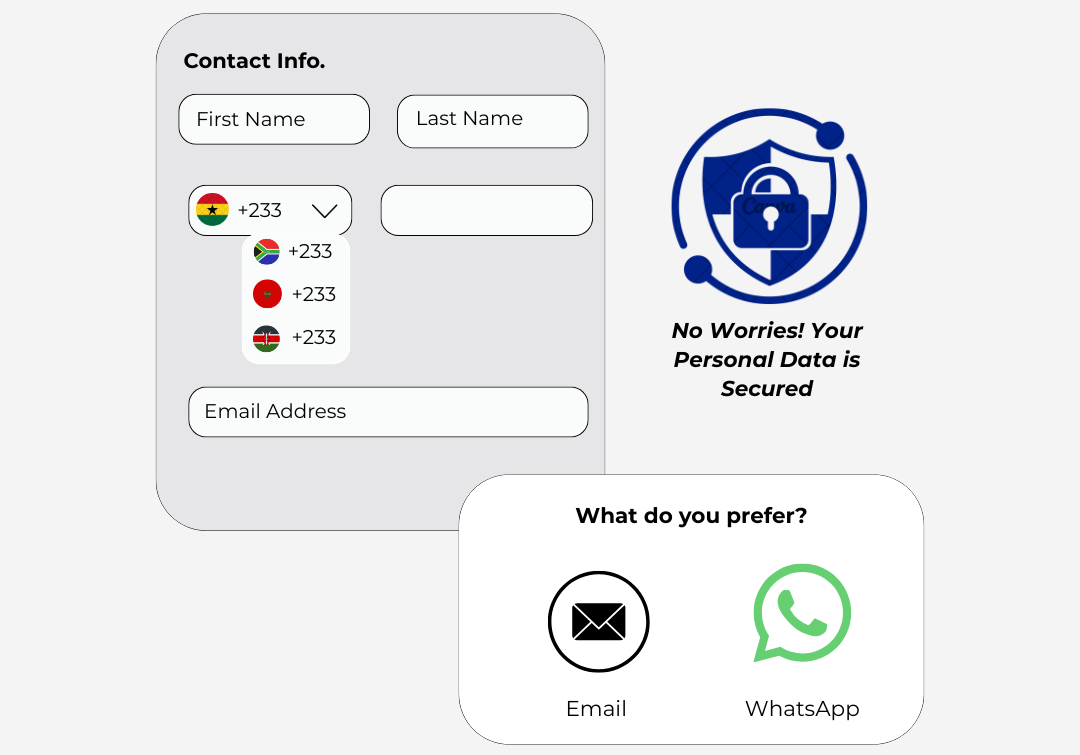 Contact Info.
First Name
Last Name
+233
+233
+233
+233
Email Address
Canva
No Worries! Your
Personal Data is
Secured
What do you prefer?
Email
WhatsApp